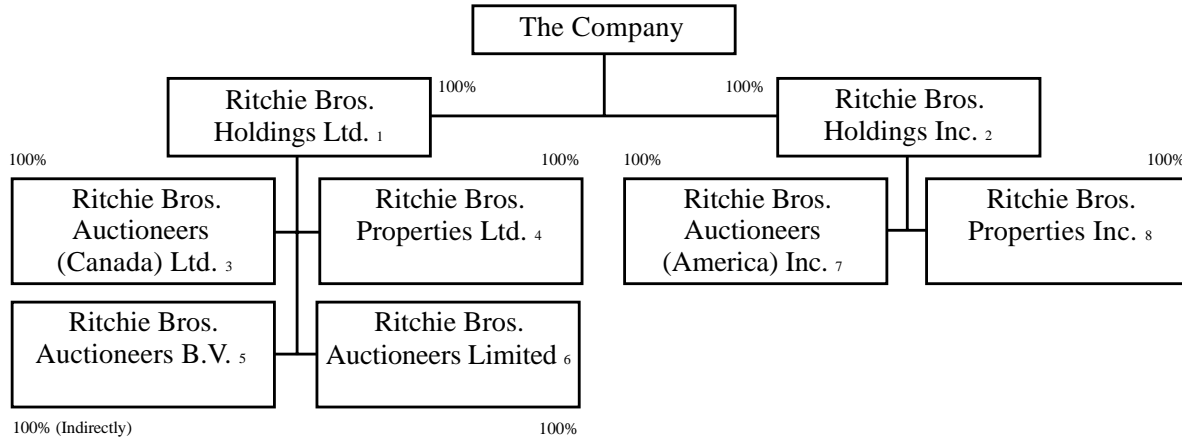 The Company
100%
100%
Ritchie Bros.
Holdings Ltd. 1
Ritchie Bros.
Holdings Inc. 2
100%
100%
100%
100%
Ritchie Bros.
Auctioneers
(Canada) Ltd. 3
Ritchie Bros.
Properties Ltd. 4
Ritchie Bros.
Auctioneers
(America) Inc. 7
Ritchie Bros.
Properties Inc. 8
Ritchie Bros.
Auctioneers B.V. 5
Ritchie Bros.
Auctioneers Limited 6
100% (Indirectly)
100%